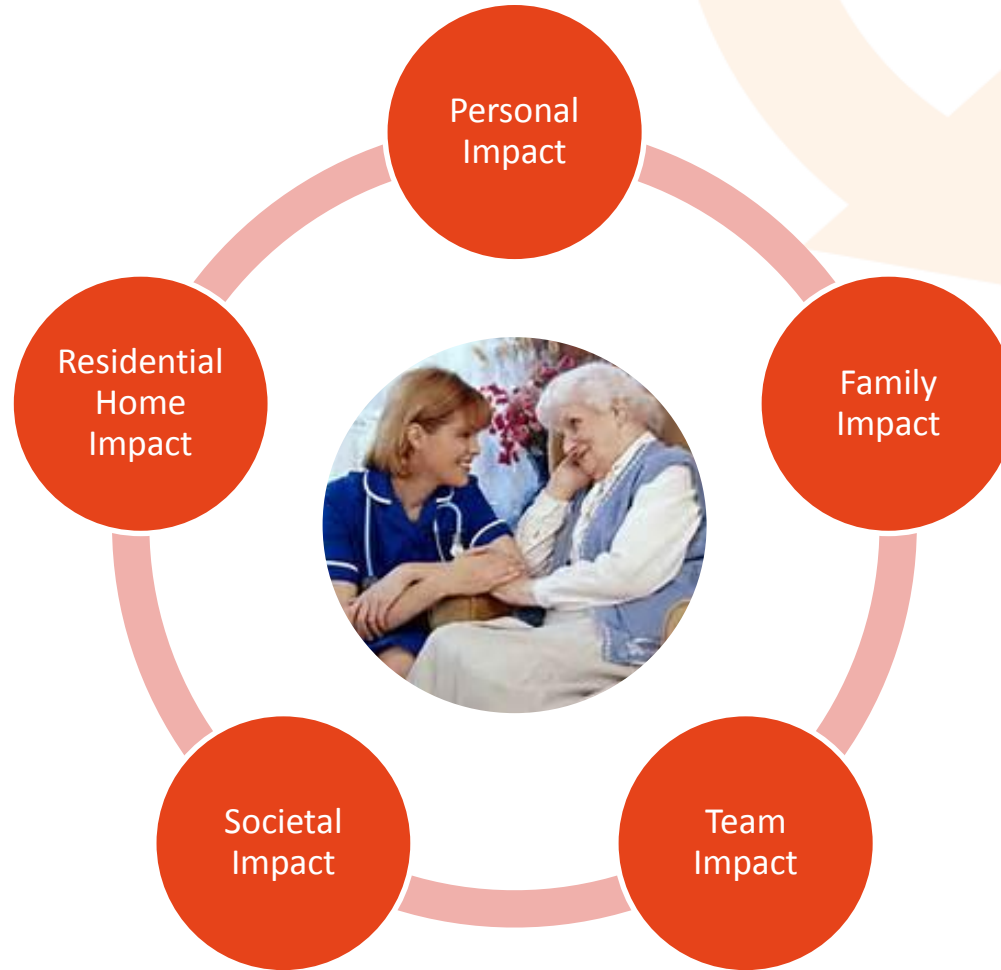 Personal
Impact
Family
Impact
Team
Impact
Societal
Impact
Residential
Home
Impact